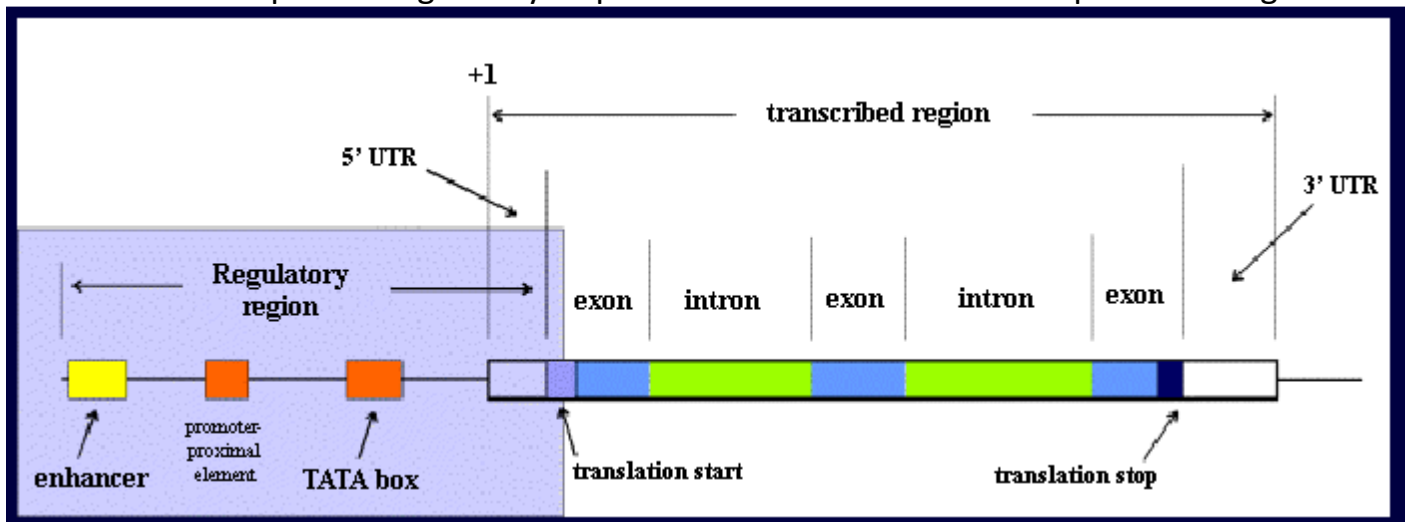 +1
transcribed region
5' UTR
3' UTR
Regulatory
region
exon
intron
exon
intron
exon
promoter-
proximal
element
enhancer
TATA box
translation start
translation stop